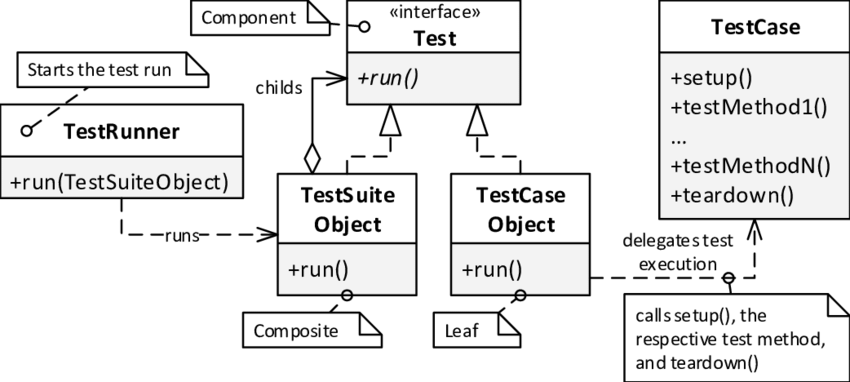 Component
«interface»
Test
+run()
TestCase
+setup()
+testMethod1()
...
+testMethodN()
+teardown()
Starts the test run
childs
TestRunner
+run(TestSuiteObject)
TestSuite
Object
+run()
TestCase
Object
+run()
runs
delegates test
execution
Composite
Leaf
calls setup(), the
respective test method,
and teardown()